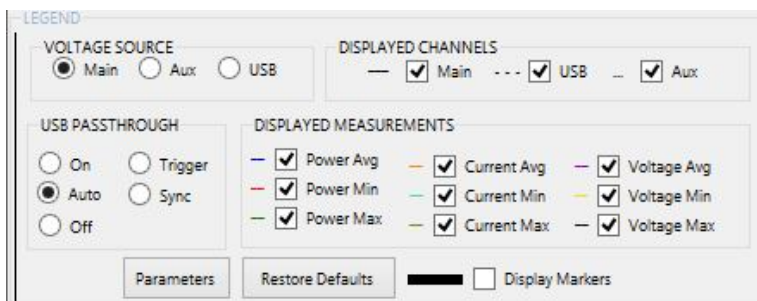 LEGEND
VOLTAGE SOURCE
Main Aux USB
DISPLAYED CHANNELS
Main USB Aux
USB PASSTHROUGH
On Trigger
Auto Sync
Off
DISPLAYED MEASUREMENTS
Power Avg Current Avg Voltage Avg
Power Min Current Min Voltage Min
Power Max Current Max Voltage Max
Parameters Restore Defaults Display Markers